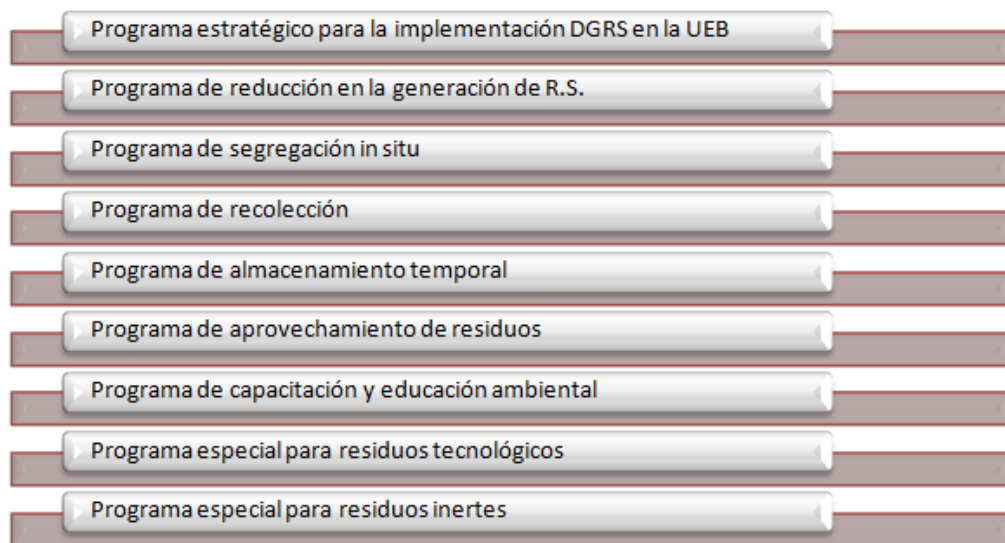 Programa estratégico para la implementación DGRS en la UEB
Programa de reducción en la generación de R.S.
Programa de segregación in situ
Programa de recolección
Programa de almacenamiento temporal
Programa de aprovechamiento de residuos
Programa de capacitación y educación ambiental
Programa especial para residuos tecnológicos
Programa especial para residuos inertes